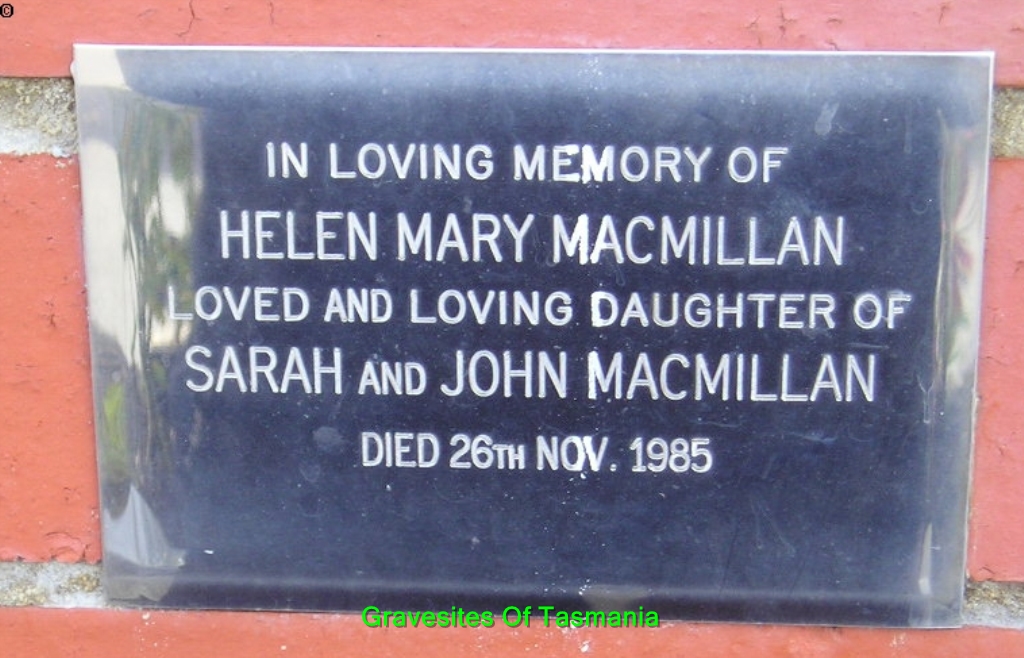 ©
IN LOVING MEMORY OF
HELEN MARY MACMILLAN
LOVED AND LOVING DAUGHTER OF
SARAH AND JOHN MACMILLAN
DIED 26TH NOV. 1985
Gravesites Of Tasmania